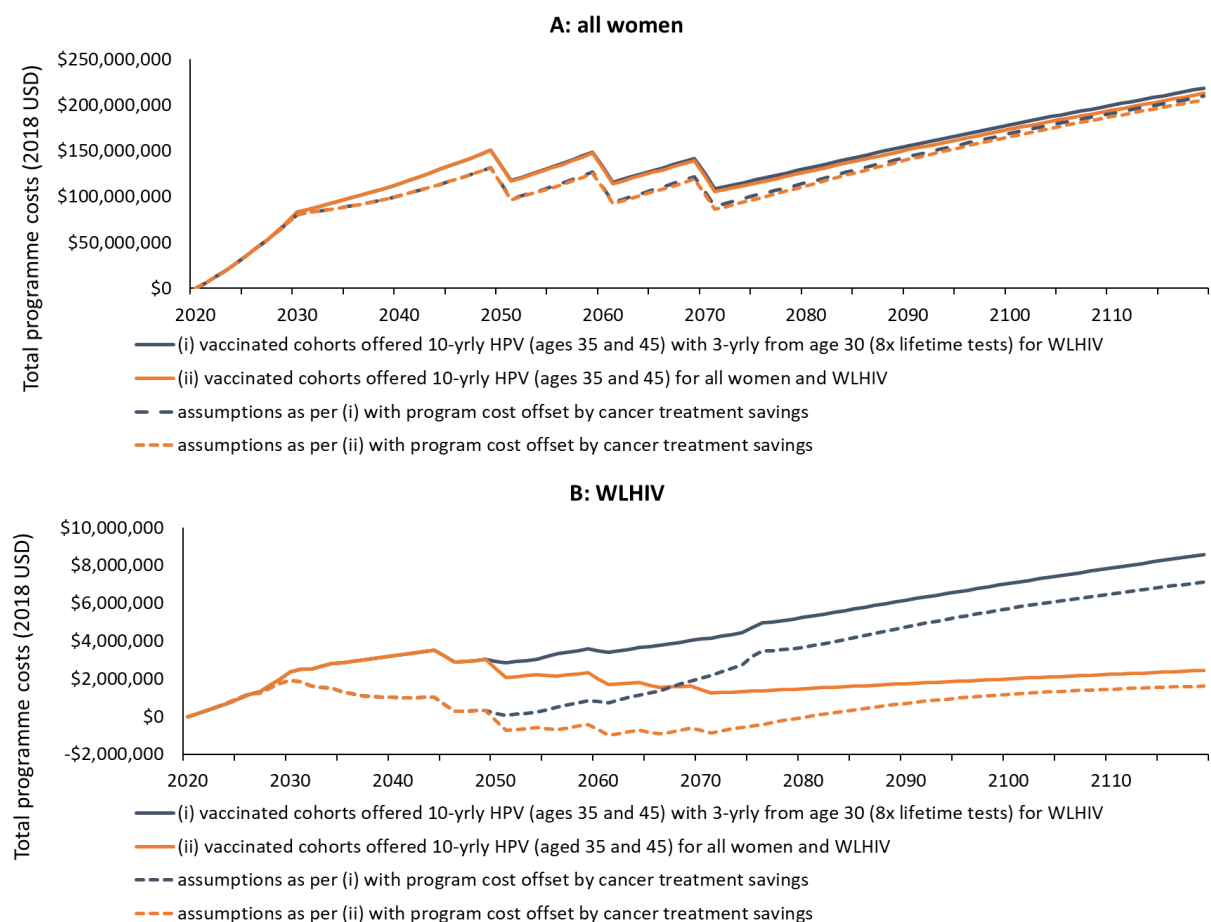 A: all women
Total programme costs (2018 USD)
$250,000,000
$200,000,000
$150,000,000
$100,000,000
$50,000,000
$0
2020 2030 2040 2050 2060 2070 2080 2090 2100 2110
(i) vaccinated cohorts offered 10-yrly HPV (ages 35 and 45) with 3-yrly from age 30 (8x lifetime tests) for WLHIV
(ii) vaccinated cohorts offered 10-yrly HPV (ages 35 and 45) for all women and WLHIV
assumptions as per (i) with program cost offset by cancer treatment savings
assumptions as per (ii) with program cost offset by cancer treatment savings
B: WLHIV
Total programme costs (2018 USD)
$10,000,000
$8,000,000
$6,000,000
$4,000,000
$2,000,000
$0
-$2,000,000
2020 2030 2040 2050 2060 2070 2080 2090 2100 2110
(i) vaccinated cohorts offered 10-yrly HPV (ages 35 and 45) with 3-yrly from age 30 (8x lifetime tests) for WLHIV
(ii) vaccinated cohorts offered 10-yrly HPV (aged 35 and 45) for all women and WLHIV
assumptions as per (i) with program cost offset by cancer treatment savings
assumptions as per (ii) with program cost offset by cancer treatment savings